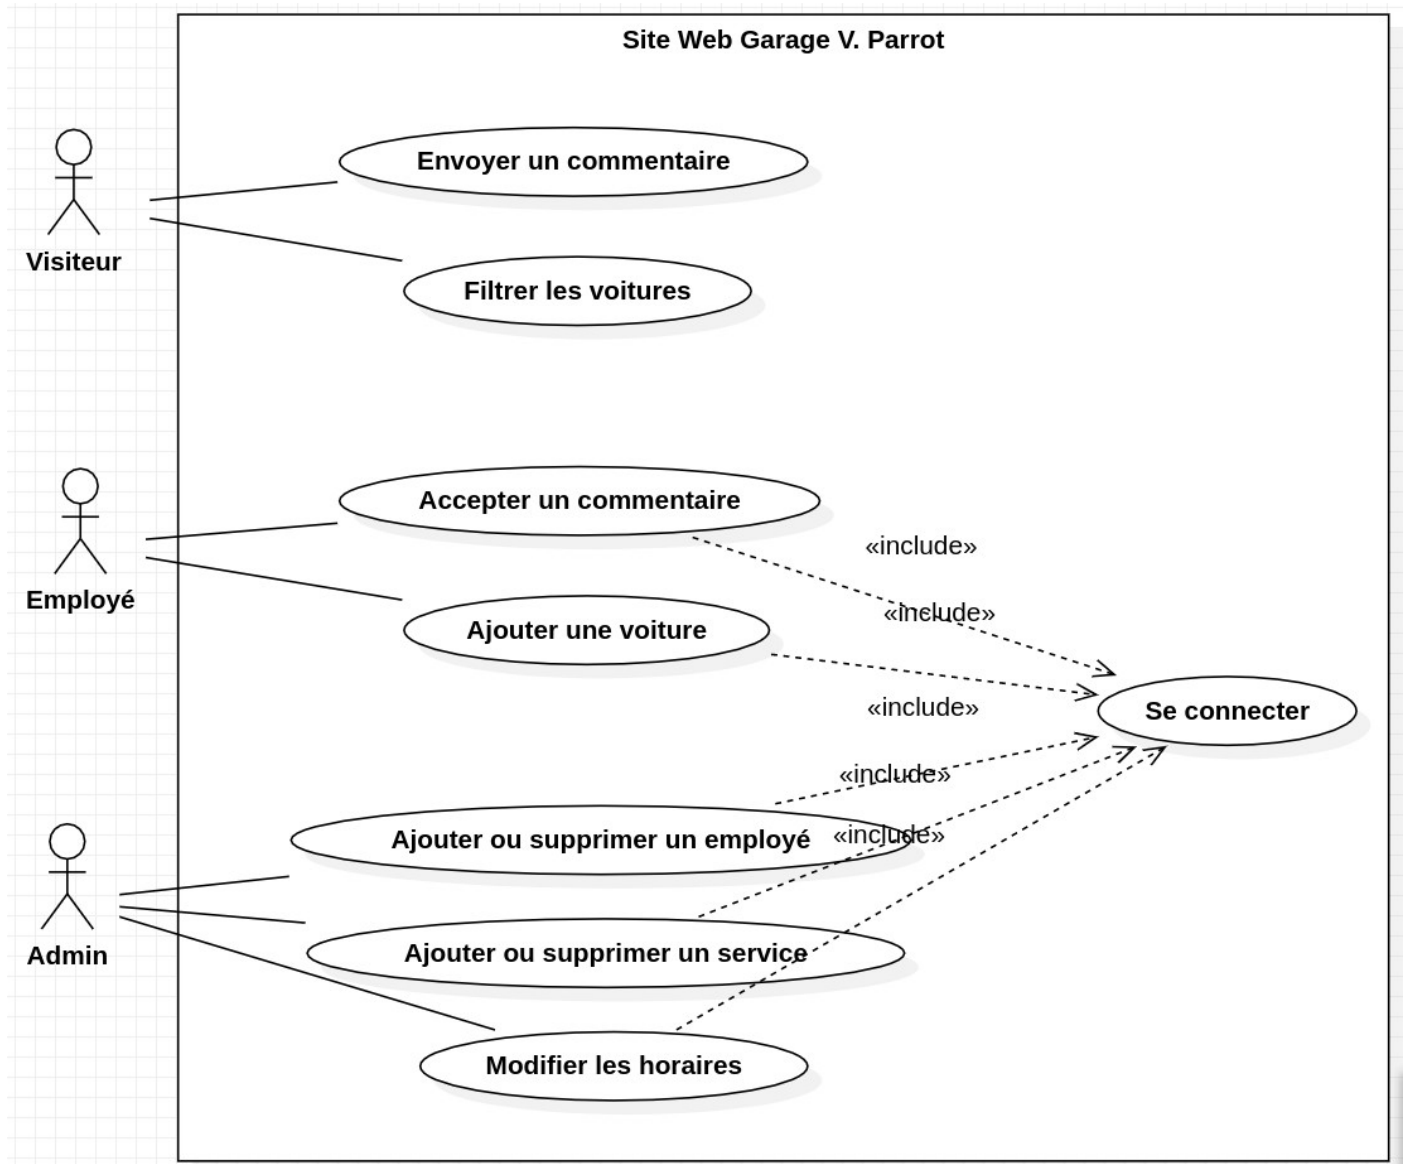 Site Web Garage V. Parrot
Envoyer un commentaire
Visiteur
Filtrer les voitures
Accepter un commentaire
«include»
Employé
«include»
Ajouter une voiture
«include»
Se connecter
«include»
Ajouter ou supprimer un employé
«include»
Admin
Ajouter ou supprimer un service
Modifier les horaires